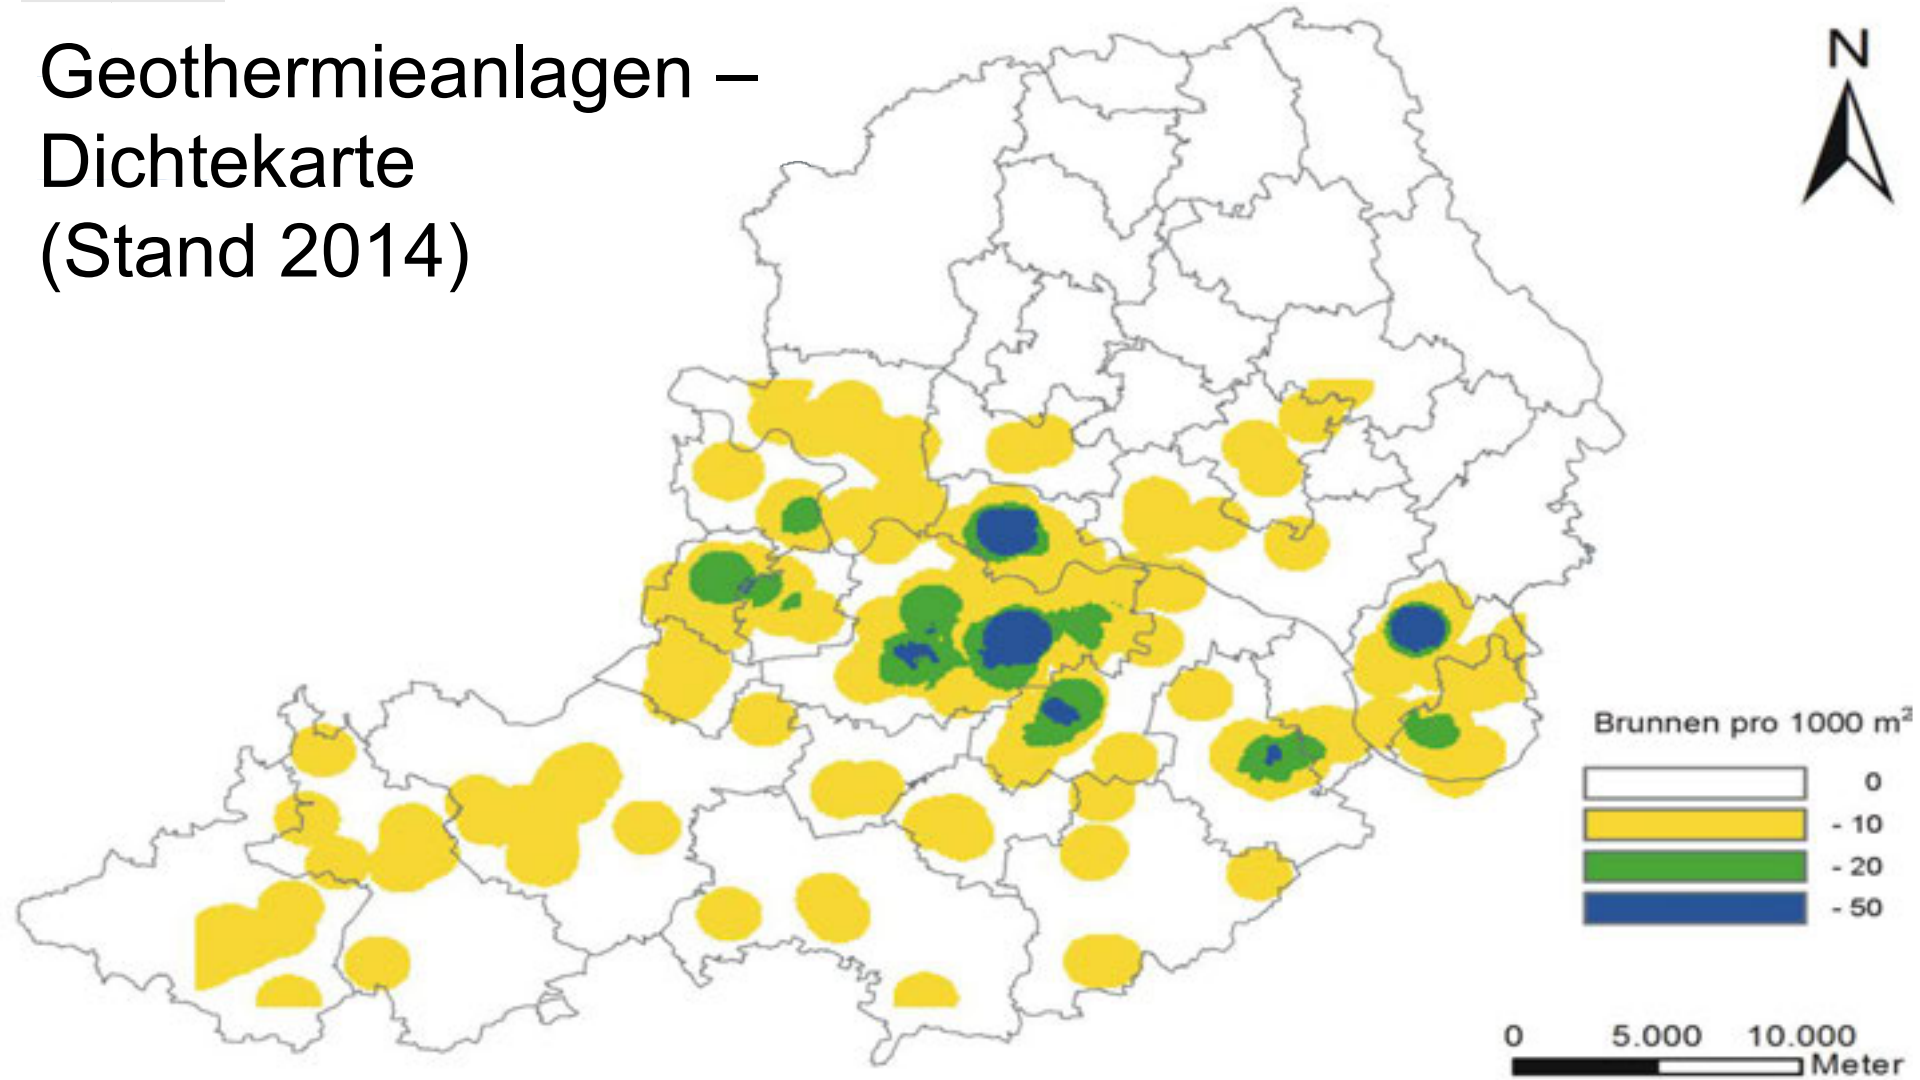 Geothermieanlagen –
Dichtekarte
(Stand 2014)
N
Brunnen pro 1000 m²
0
- 10
- 20
- 50
0 5.000 10.000
Meter